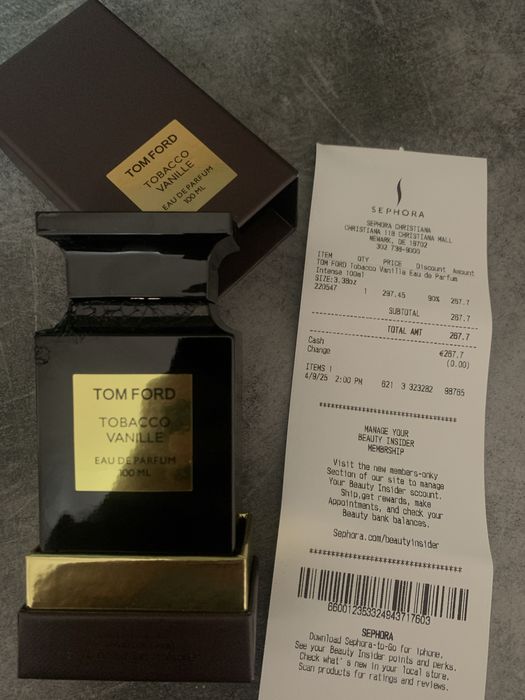 TOM FORD
TOBACCO
VANILLE
EAU DE PARFUM
100 ML
TOM FORD
TOBACCO
VANILLE
EAU DE PARFUM
100 ML
SEPHORA
SEPHORA CHRISTIANA
CHRISTIANA 118 CHRISTIANA MALL
NEWARK, DE 19702
302 738-9000
ITEM QTY PRICE Discount Amount
TOM FORD Tobacco Vanilla Eau de Parfum
Intense 100ml
SIZE:3.38oz
220547 1 297.45 90% 267.7
SUBTOTAL 267.7
TOTAL AMT 267.7
Cash €267.7
Change (0.00)
ITEMS 1
4/9/25 2:00 PM 621 3 323282 98765
MANAGE YOUR
BEAUTY INSIDER
MEMBRSHIP
Visit the new members-only
Section of our site to manage
Your Beauty Insider sccount.
Ship,get rewards, make
Appointments, and check your
Beauty bank balances.
Sephora.com/beautyinsider
660012353324943717603
SEPHORA
Download Sephora-to-Go for iphone.
See your Beauty Insider points and perks.
Check what's new in your local store.
Scan products for ratings and reviews.